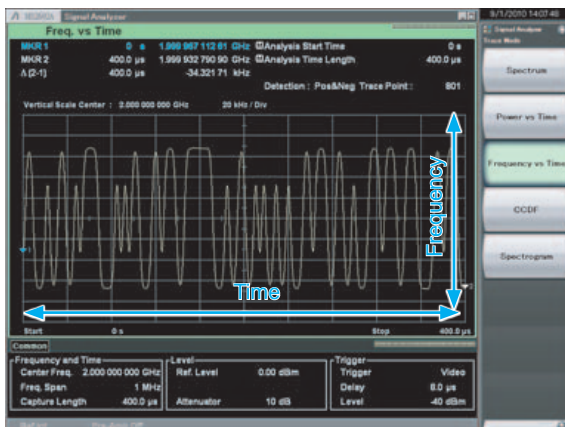 Signal Analyzer
9/1/2010 14:07:48
Freq. vs Time
MKR 1 0 s 1.999 967 112 61 GHz Analysis Start Time 0 s
MKR 2 400.0 µs 1.999 932 790 90 GHz Analysis Time Length 400.0 µs
Δ [2-1] 400.0 µs -34.321 71 kHz
Detection : Pos&Neg Trace Point : 801
Vertical Scale Center : 2.000 000 000 GHz 20 kHz / Div
Frequency
Time
Start 0 s Stop 400.0 µs
Common
Frequency and Time
Center Freq. 2.000 000 000 GHz
Freq. Span 1 MHz
Capture Length 400.0 µs
Level
Ref. Level 0.00 dBm
Attenuator 10 dB
Trigger
Trigger Video
Delay 8.0 µs
Level -40 dBm
Signal Analyzer
Trace Mode
Spectrum
Power vs Time
Frequency vs Time
CCDF
Spectrogram